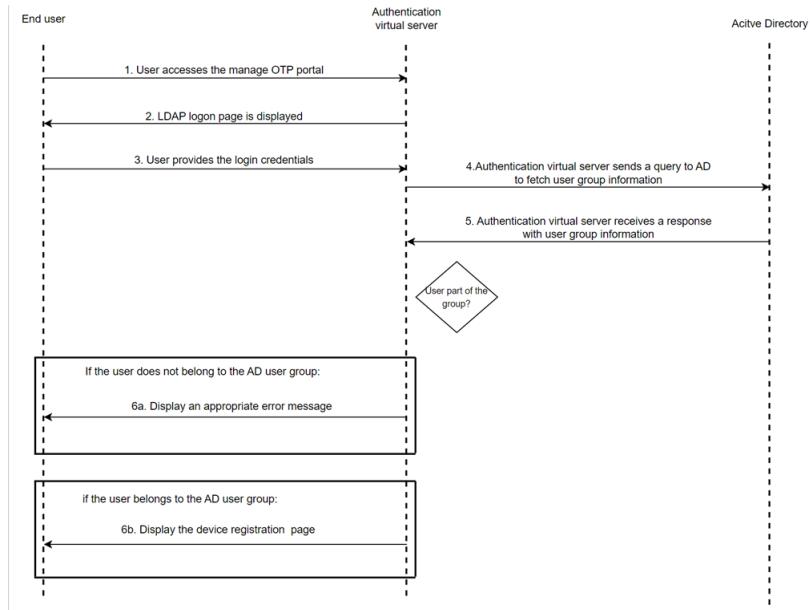 End user
Authentication
virtual server
Acitve Directory
1. User accesses the manage OTP portal
2. LDAP logon page is displayed
3. User provides the login credentials
4.Authentication virtual server sends a query to AD
to fetch user group information
5. Authentication virtual server receives a response
with user group information
User part of the
group?
If the user does not belong to the AD user group:
6a. Display an appropriate error message
if the user belongs to the AD user group:
6b. Display the device registration page